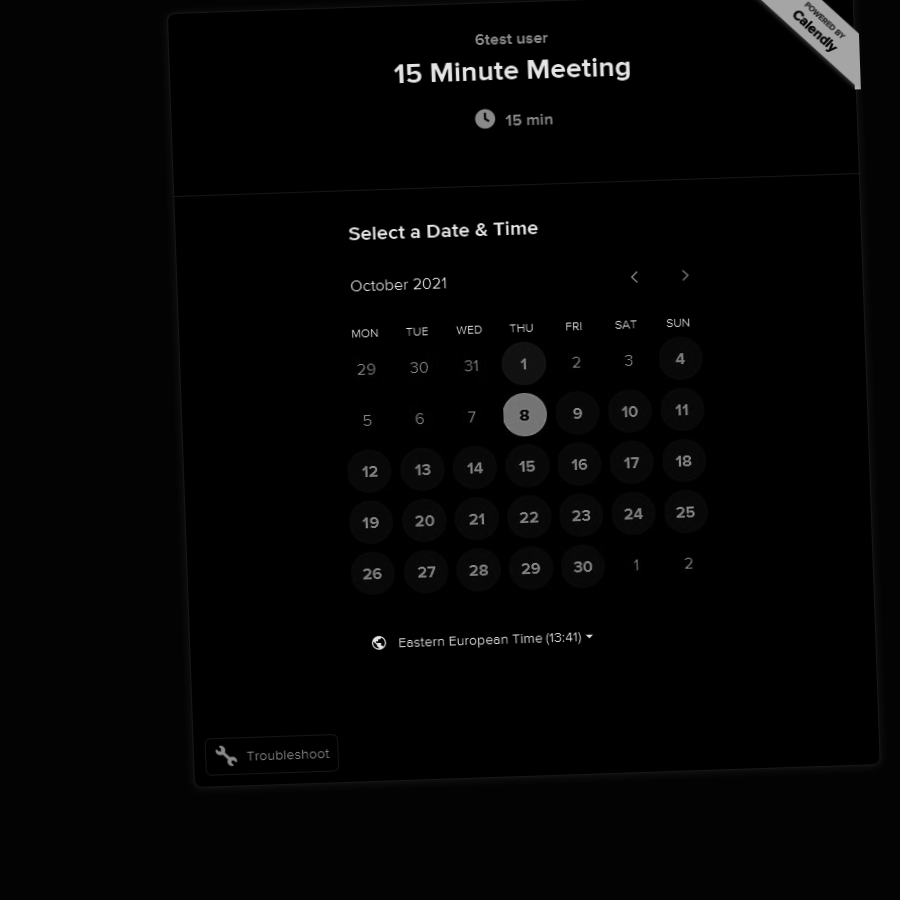 POWERED BY
Calendly
6test user
15 Minute Meeting
15 min
Select a Date & Time
October 2021
MON TUE WED THU FRI SAT SUN
29 30 31 1 2 3 4
5 6 7 8 9 10 11
12 13 14 15 16 17 18
19 20 21 22 23 24 25
26 27 28 29 30 1 2
Eastern European Time (13:41)
Troubleshoot